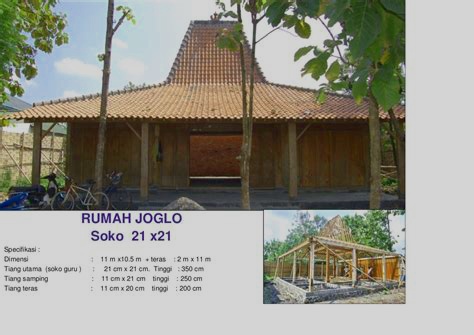 RUMAH JOGLO
Soko 21 x21
Spesifikasi :
Dimensi : 11 m x10.5 m + teras : 2 m x 11 m
Tiang utama (soko guru ) : 21 cm x 21 cm. Tinggi : 350 cm
Tiang samping : 11 cm x 21 cm tinggi : 250 cm
Tiang teras : 11 cm x 20 cm tinggi : 200 cm